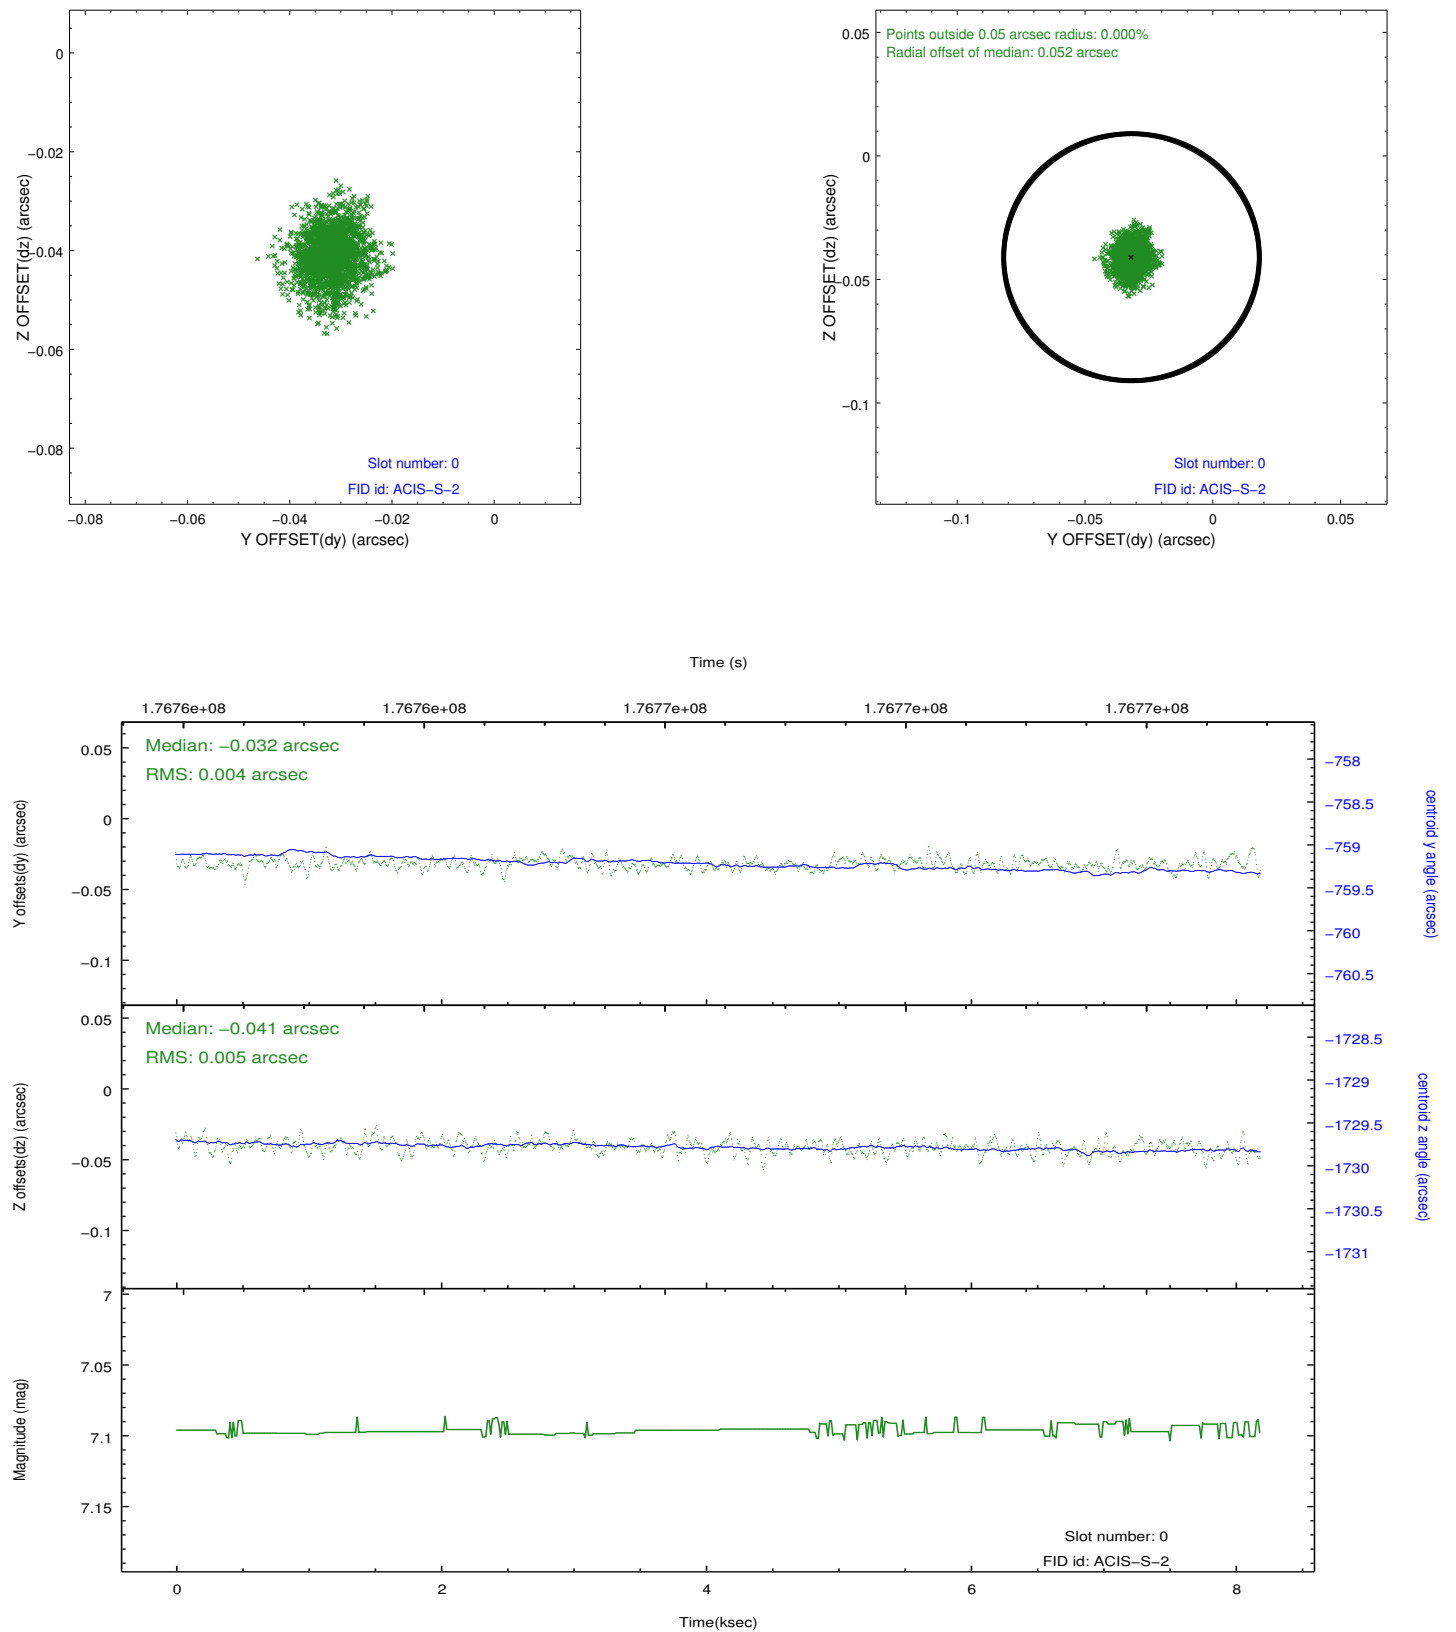 0
−0.02
−0.04
−0.06
−0.08
Z OFFSET(dz) (arcsec)
Slot number: 0
FID id: ACIS−S−2
−0.08
−0.06
−0.04
−0.02
0
Y OFFSET(dy) (arcsec)
Points outside 0.05 arcsec radius: 0.000%
Radial offset of median: 0.052 arcsec
0.05
0
−0.05
−0.1
Z OFFSET(dz) (arcsec)
Slot number: 0
FID id: ACIS−S−2
−0.1
−0.05
0
0.05
Y OFFSET(dy) (arcsec)
Time (s)
1.7676e+08
1.7676e+08
1.7677e+08
1.7677e+08
1.7677e+08
Median: −0.032 arcsec
RMS: 0.004 arcsec
0.05
0
−0.05
−0.1
Y offsets(dy) (arcsec)
−758
−758.5
−759
−759.5
−760
−760.5
centroid y angle (arcsec)
Median: −0.041 arcsec
RMS: 0.005 arcsec
0.05
0
−0.05
−0.1
Z offsets(dz) (arcsec)
−1728.5
−1729
−1729.5
−1730
−1730.5
−1731
centroid z angle (arcsec)
7
7.05
7.1
7.15
Magnitude (mag)
Slot number: 0
FID id: ACIS−S−2
0
2
4
6
8
Time(ksec)